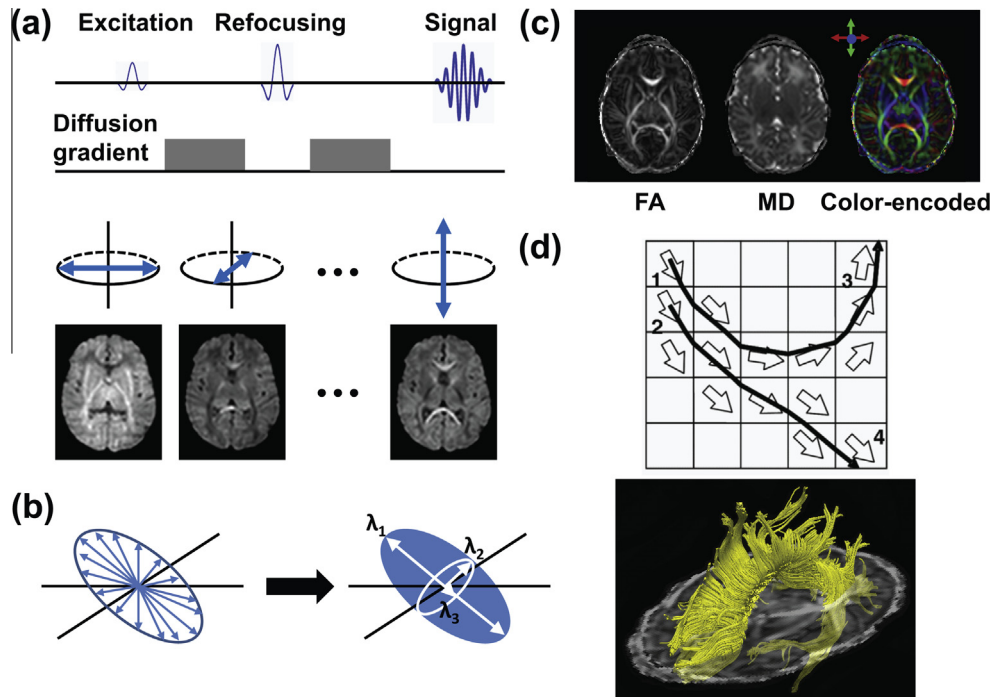 (a)
Excitation Refocusing Signal
Diffusion
gradient
(b)
λ1
λ2
λ3
(c)
FA MD Color-encoded
(d)
1
2
3
4